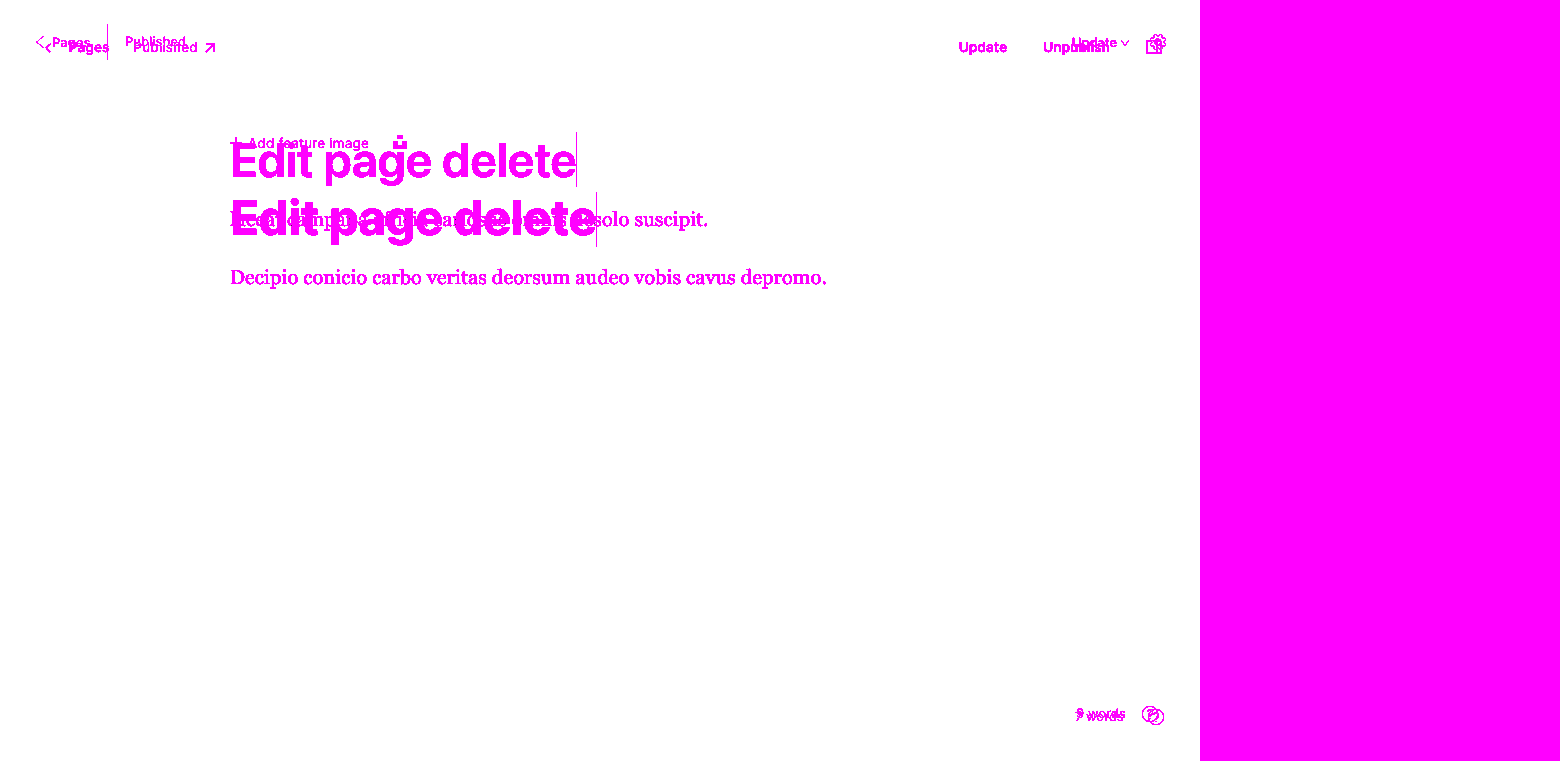 Pages Published
Pages Published
Update
Update Unpublish
Add feature image
Edit page delete
Edit page delete
solo suscipit.
Decipio conicio carbo veritas deorsum audeo vobis cavus depromo.
9 words
7 words